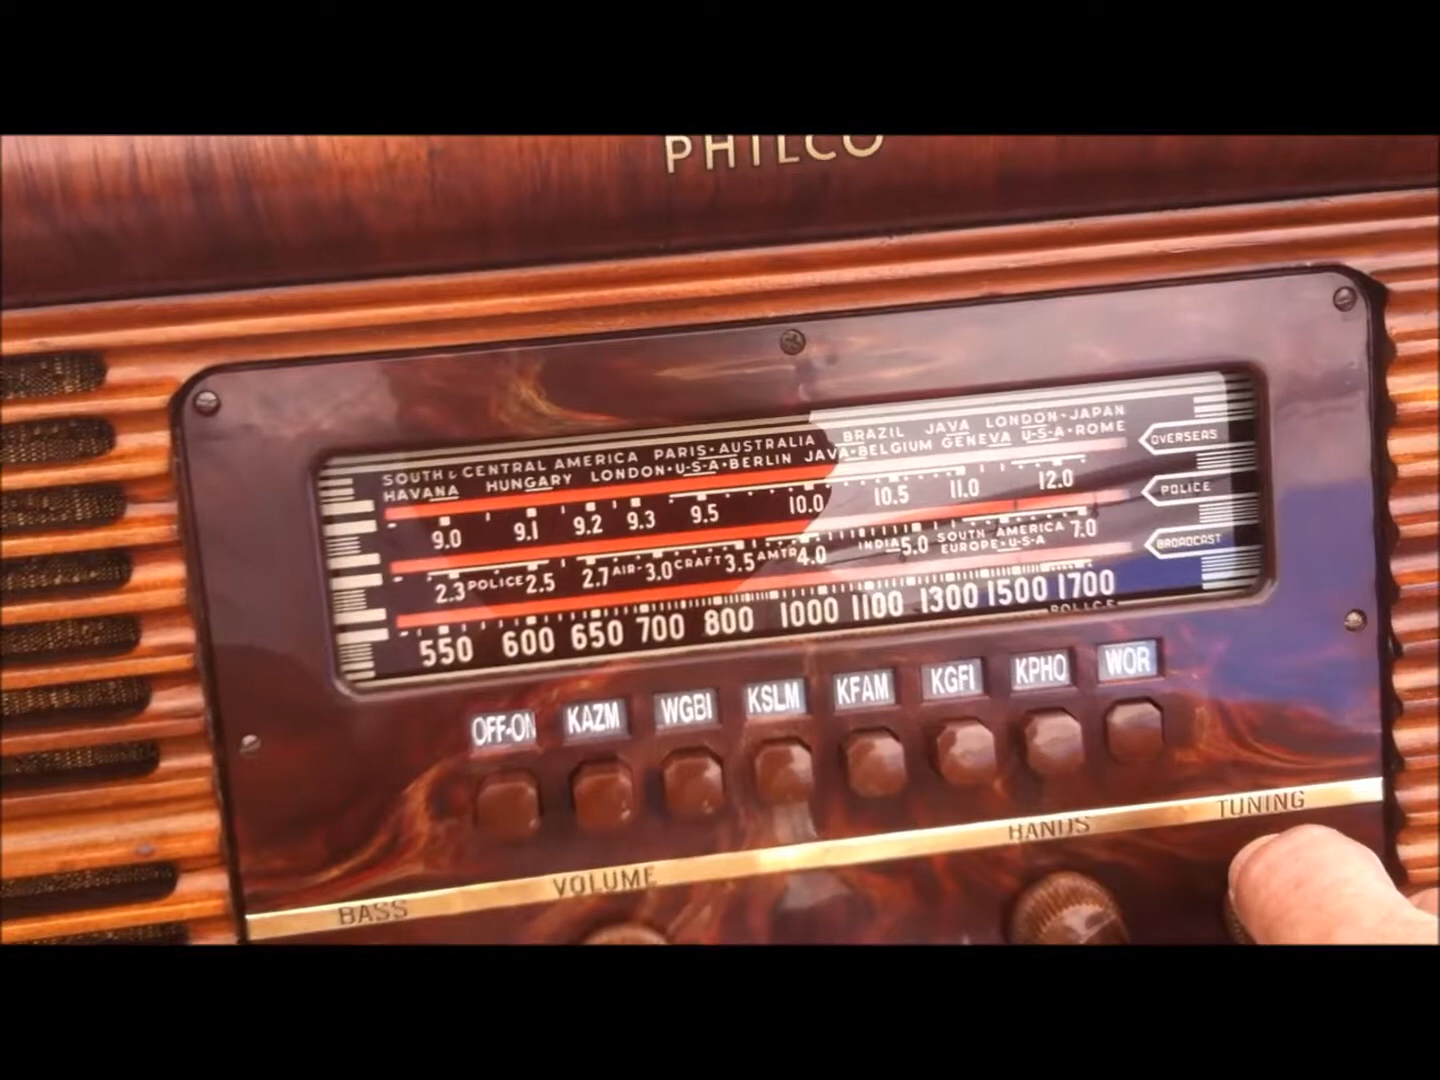 PHILCO
SOUTH & CENTRAL AMERICA PARIS•AUSTRALIA BRAZIL JAVA LONDON-JAPAN
HAVANA HUNGARY LONDON•U-S-A•BERLIN JAVA•BELGIUM GENEVA U-S-A•ROME
OVERSEAS
9.0 9.1 9.2 9.3 9.5 10.0 10.5 11.0 12.0
POLICE
2.3 POLICE 2.5 2.7 AIR-3.0 CRAFT 3.5 AMTR 4.0 INDIA 5.0 SOUTH AMERICA 7.0
EUROPE•U-S-A
BROADCAST
550 600 650 700 800 1000 1100 1300 1500 1700
POLICE
OFF-ON KAZM WGBI KSLM KFAM KGFI KPHO WOR
BASS VOLUME BANDS TUNING